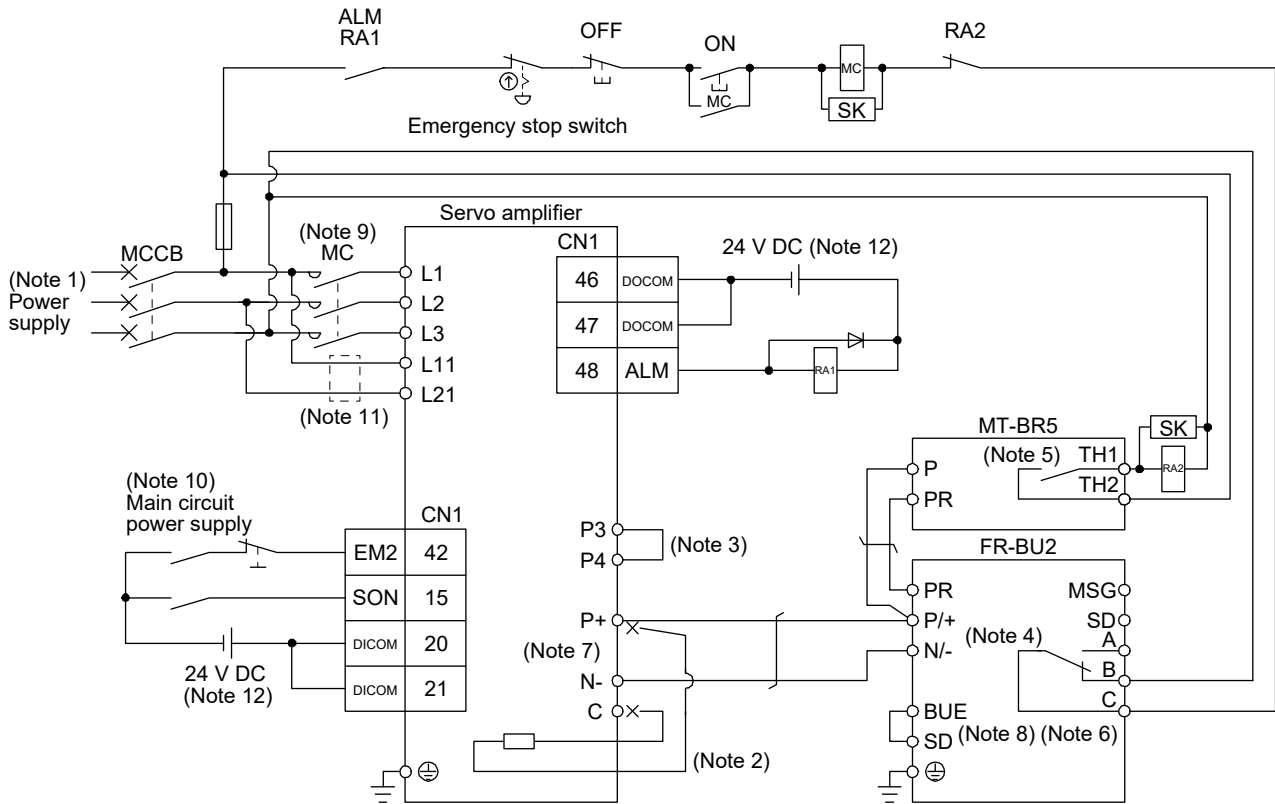 ALM
RA1
OFF
ON
RA2
MC
MC
SK
Emergency stop switch
Servo amplifier
(Note 9)
MC
MCCB
(Note 1)
Power
supply
L1
L2
L3
L11
L21
(Note 11)
CN1
46 DOCOM
47 DOCOM
48 ALM
24 V DC (Note 12)
RA1
MT-BR5
SK
P
(Note 5)
TH1
RA2
PR
TH2
(Note 10)
Main circuit
power supply
CN1
EM2 42
SON 15
DICOM 20
DICOM 21
24 V DC
(Note 12)
P3
P4
(Note 3)
P+
(Note 7)
N-
C
(Note 2)
FR-BU2
PR
MSG
P/+
SD
N/-
(Note 4)
A
B
C
BUE
SD
(Note 8) (Note 6)